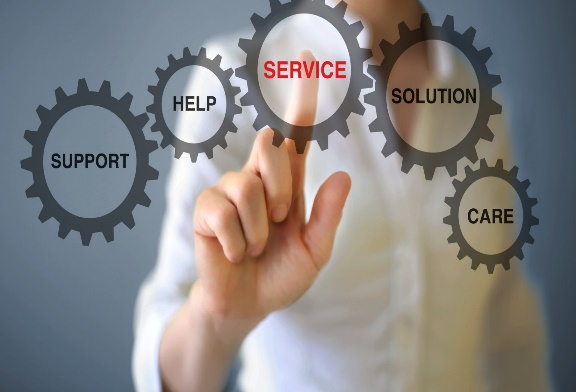 SUPPORT
HELP
SERVICE
SOLUTION
CARE